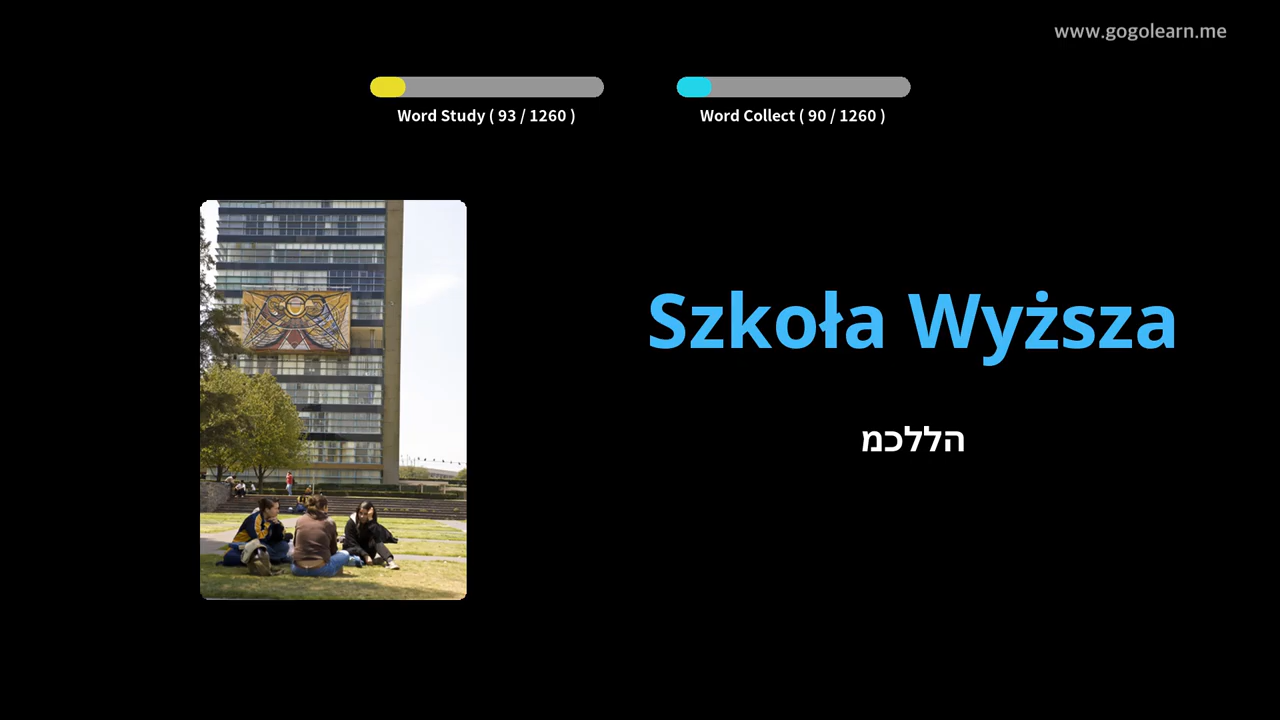 www.gogolearn.me
Word Study ( 93 / 1260 )
Word Collect ( 90 / 1260 )
Szkoła Wyższa
הללכמ